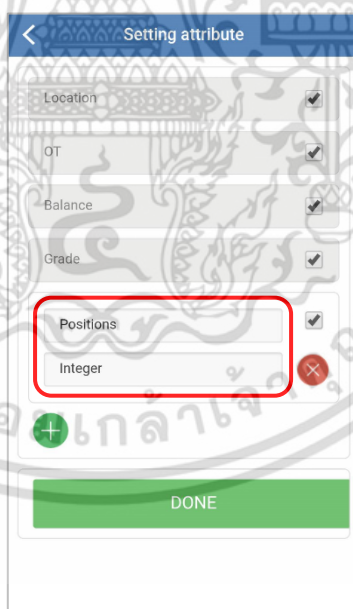 Setting attribute
Location
OT
Balance
Grade
Positions
Integer
DONE